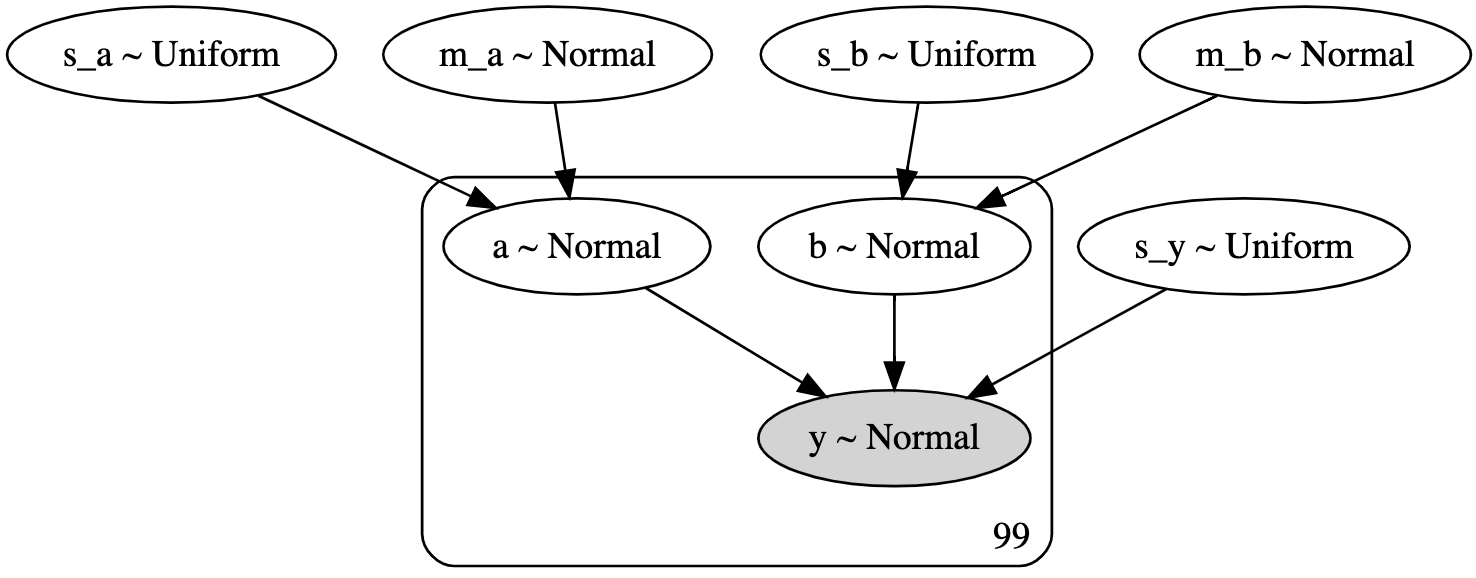 s_a ~ Uniform
m_a ~ Normal
s_b ~ Uniform
m_b ~ Normal
a ~ Normal
b ~ Normal
s_y ~ Uniform
y ~ Normal
99